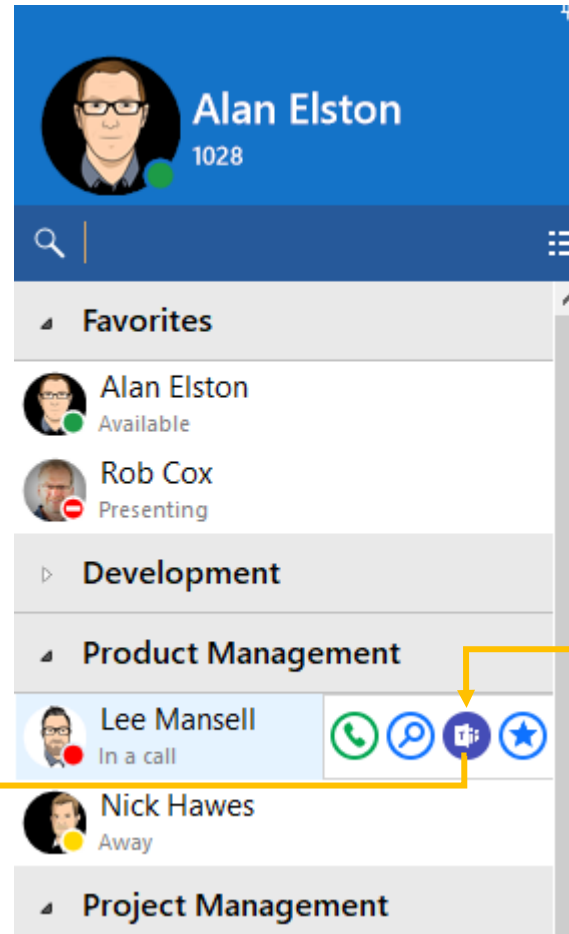 Alan Elston
1028
Favorites
Alan Elston
Available
Rob Cox
Presenting
Development
Product Management
Lee Mansell
In a call
Nick Hawes
Away
Project Management